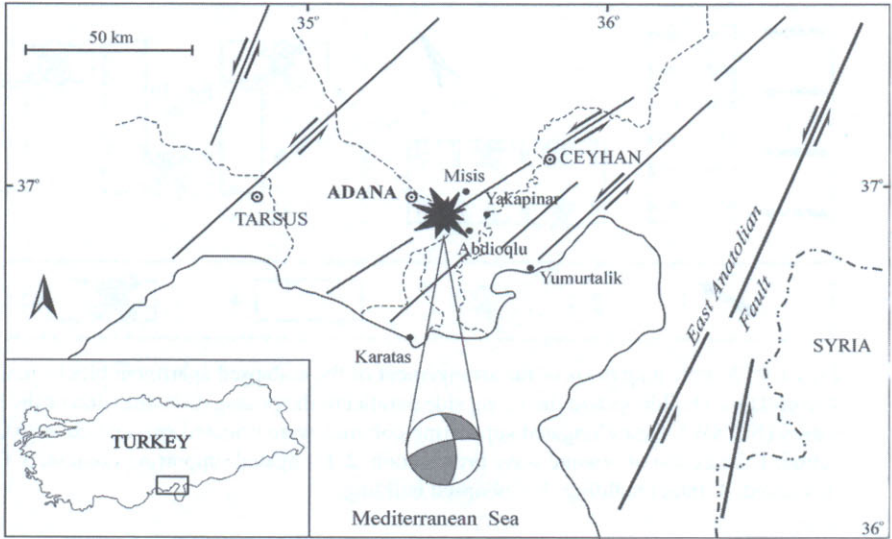 35°
36°
50 km
37°
37°
Misis
CEYHAN
ADANA
Yakapinar
TARSUS
Abdioqlu
Yumurtalik
East Anatolian
Fault
Karatas
SYRIA
TURKEY
Mediterranean Sea
36°